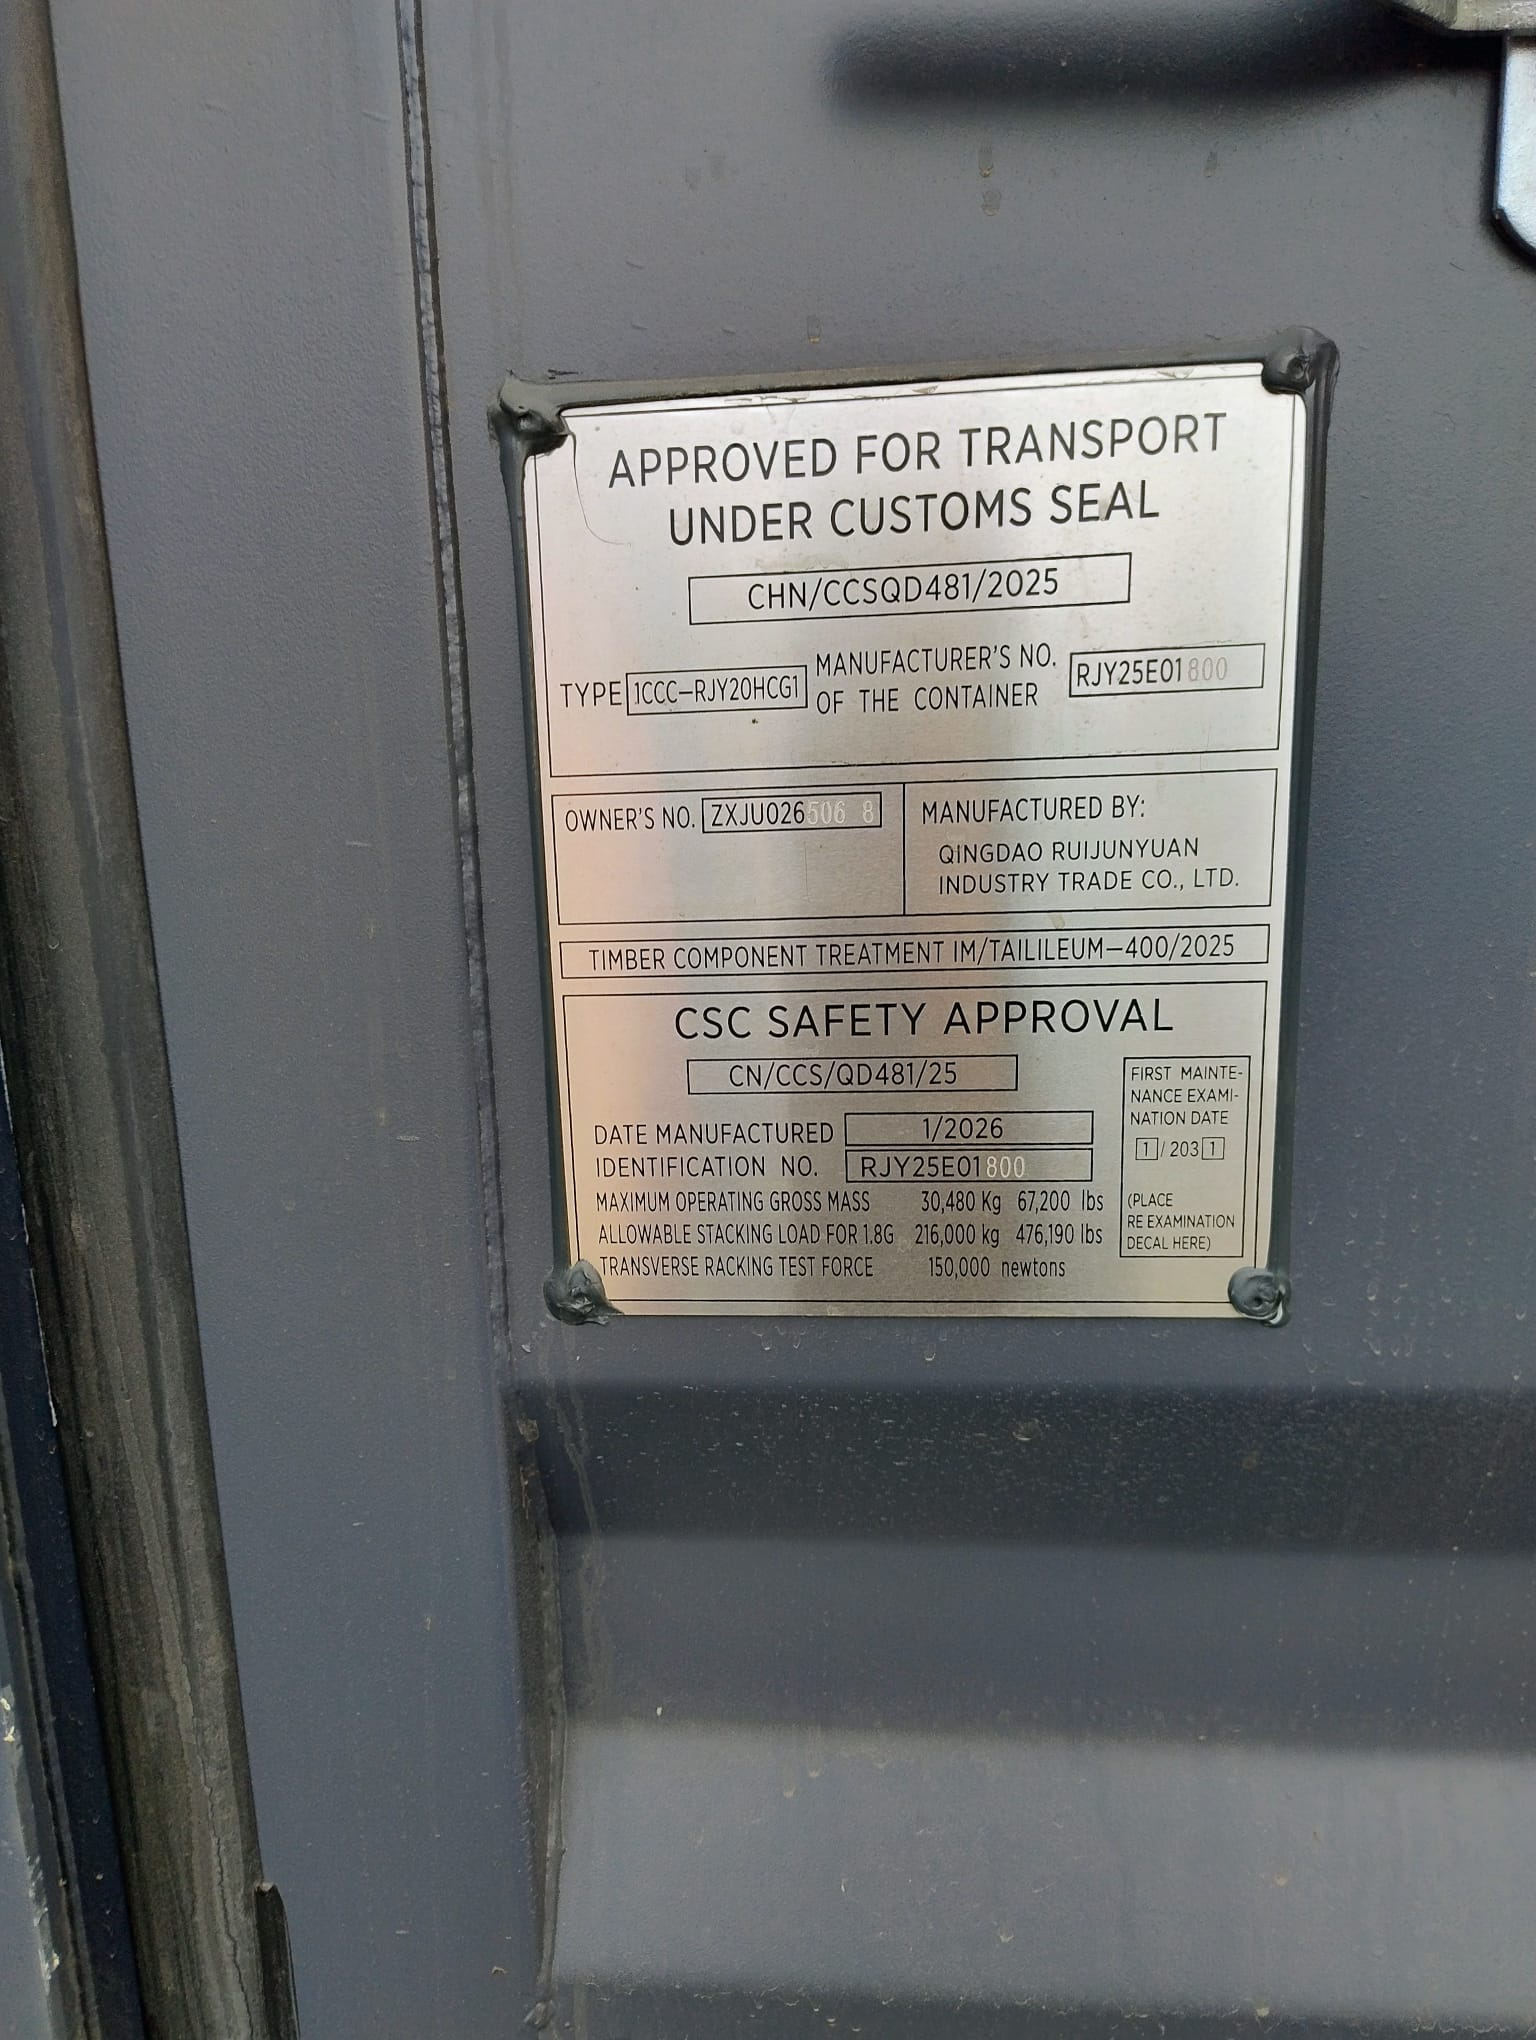 APPROVED FOR TRANSPORT
UNDER CUSTOMS SEAL
CHN/CCSQD481/2025
TYPE 1CCC-RJY20HCG1 MANUFACTURER'S NO. OF THE CONTAINER RJY25E01800
OWNER'S NO. ZXJU026506 8
MANUFACTURED BY:
QINGDAO RUIJUNYUAN
INDUSTRY TRADE CO., LTD.
TIMBER COMPONENT TREATMENT IM/TAILILEUM-400/2025
CSC SAFETY APPROVAL
CN/CCS/QD481/25
DATE MANUFACTURED 1/2026
IDENTIFICATION NO. RJY25E01800
MAXIMUM OPERATING GROSS MASS 30,480 Kg 67,200 lbs
ALLOWABLE STACKING LOAD FOR 1.8G 216,000 kg 476,190 lbs
TRANSVERSE RACKING TEST FORCE 150,000 newtons
FIRST MAINTE-
NANCE EXAMI-
NATION DATE
1/2031
(PLACE
RE EXAMINATION
DECAL HERE)